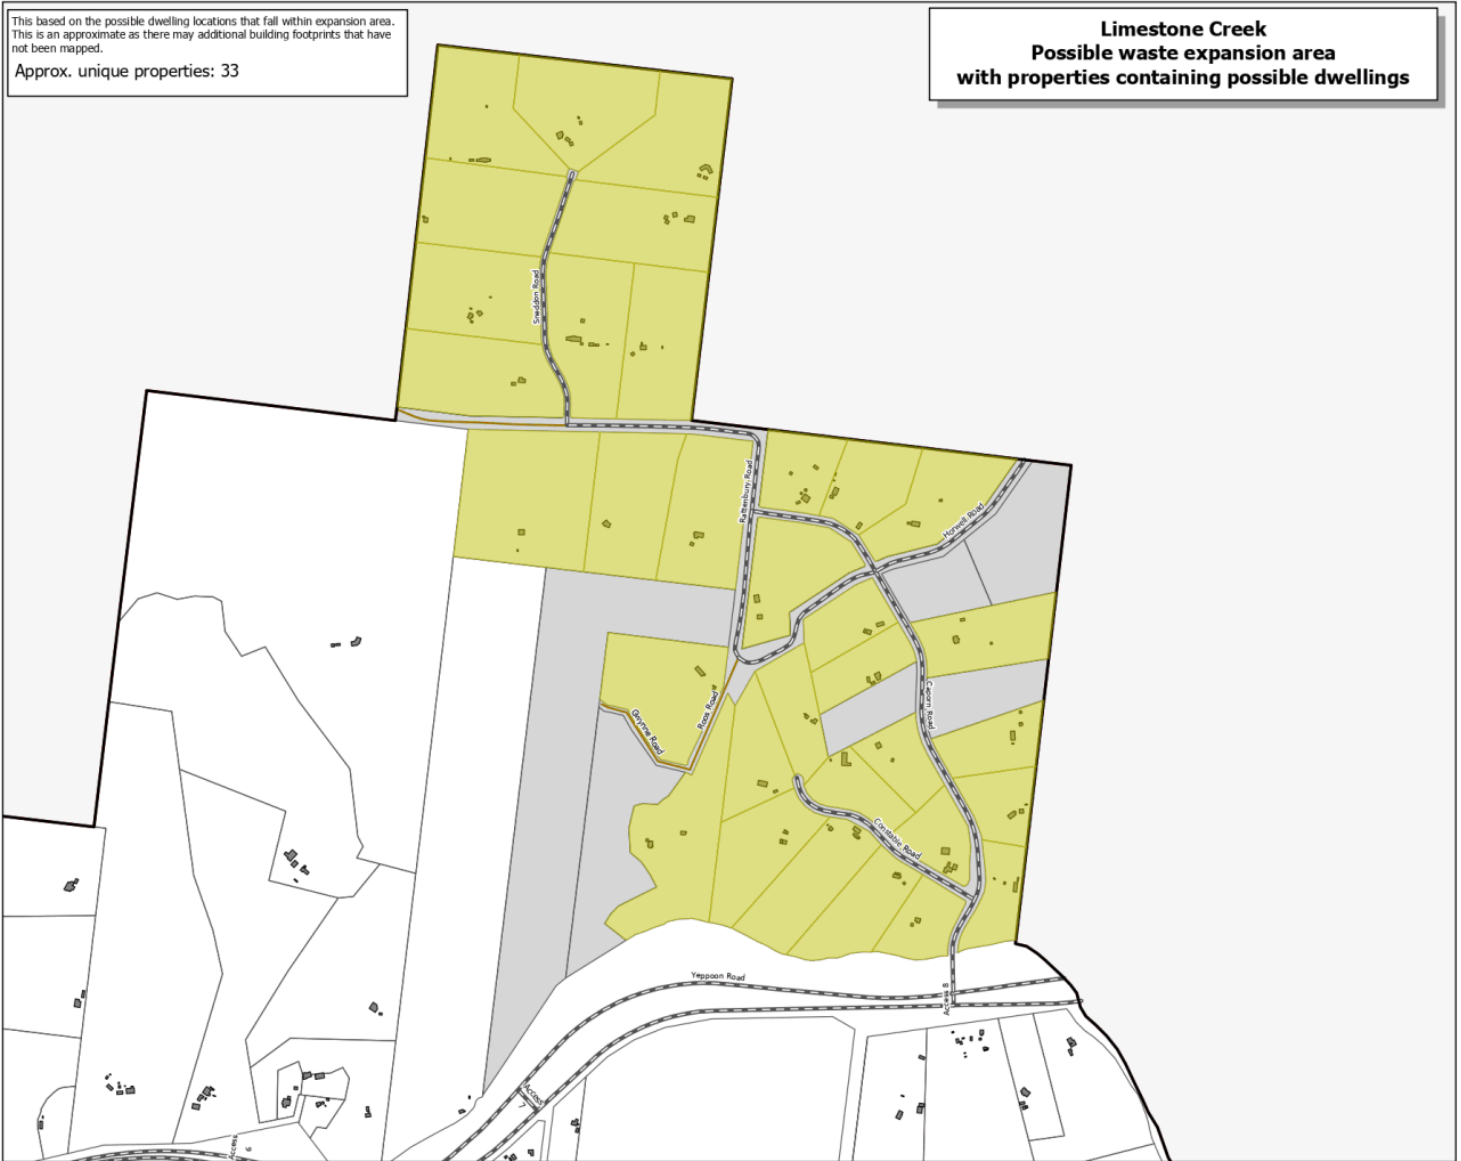 This based on the possible dwelling locations that fall within expansion area.
This is an approximate as there may additional building footprints that have
not been mapped.
Approx. unique properties: 33
Limestone Creek
Possible waste expansion area
with properties containing possible dwellings
Sneddon Road
Rattenbury Road
Horwell Road
Caporn Road
Roos Road
Gwynne Road
Constable Road
Yeppoon Road
Access 8
Access
7
Access
6